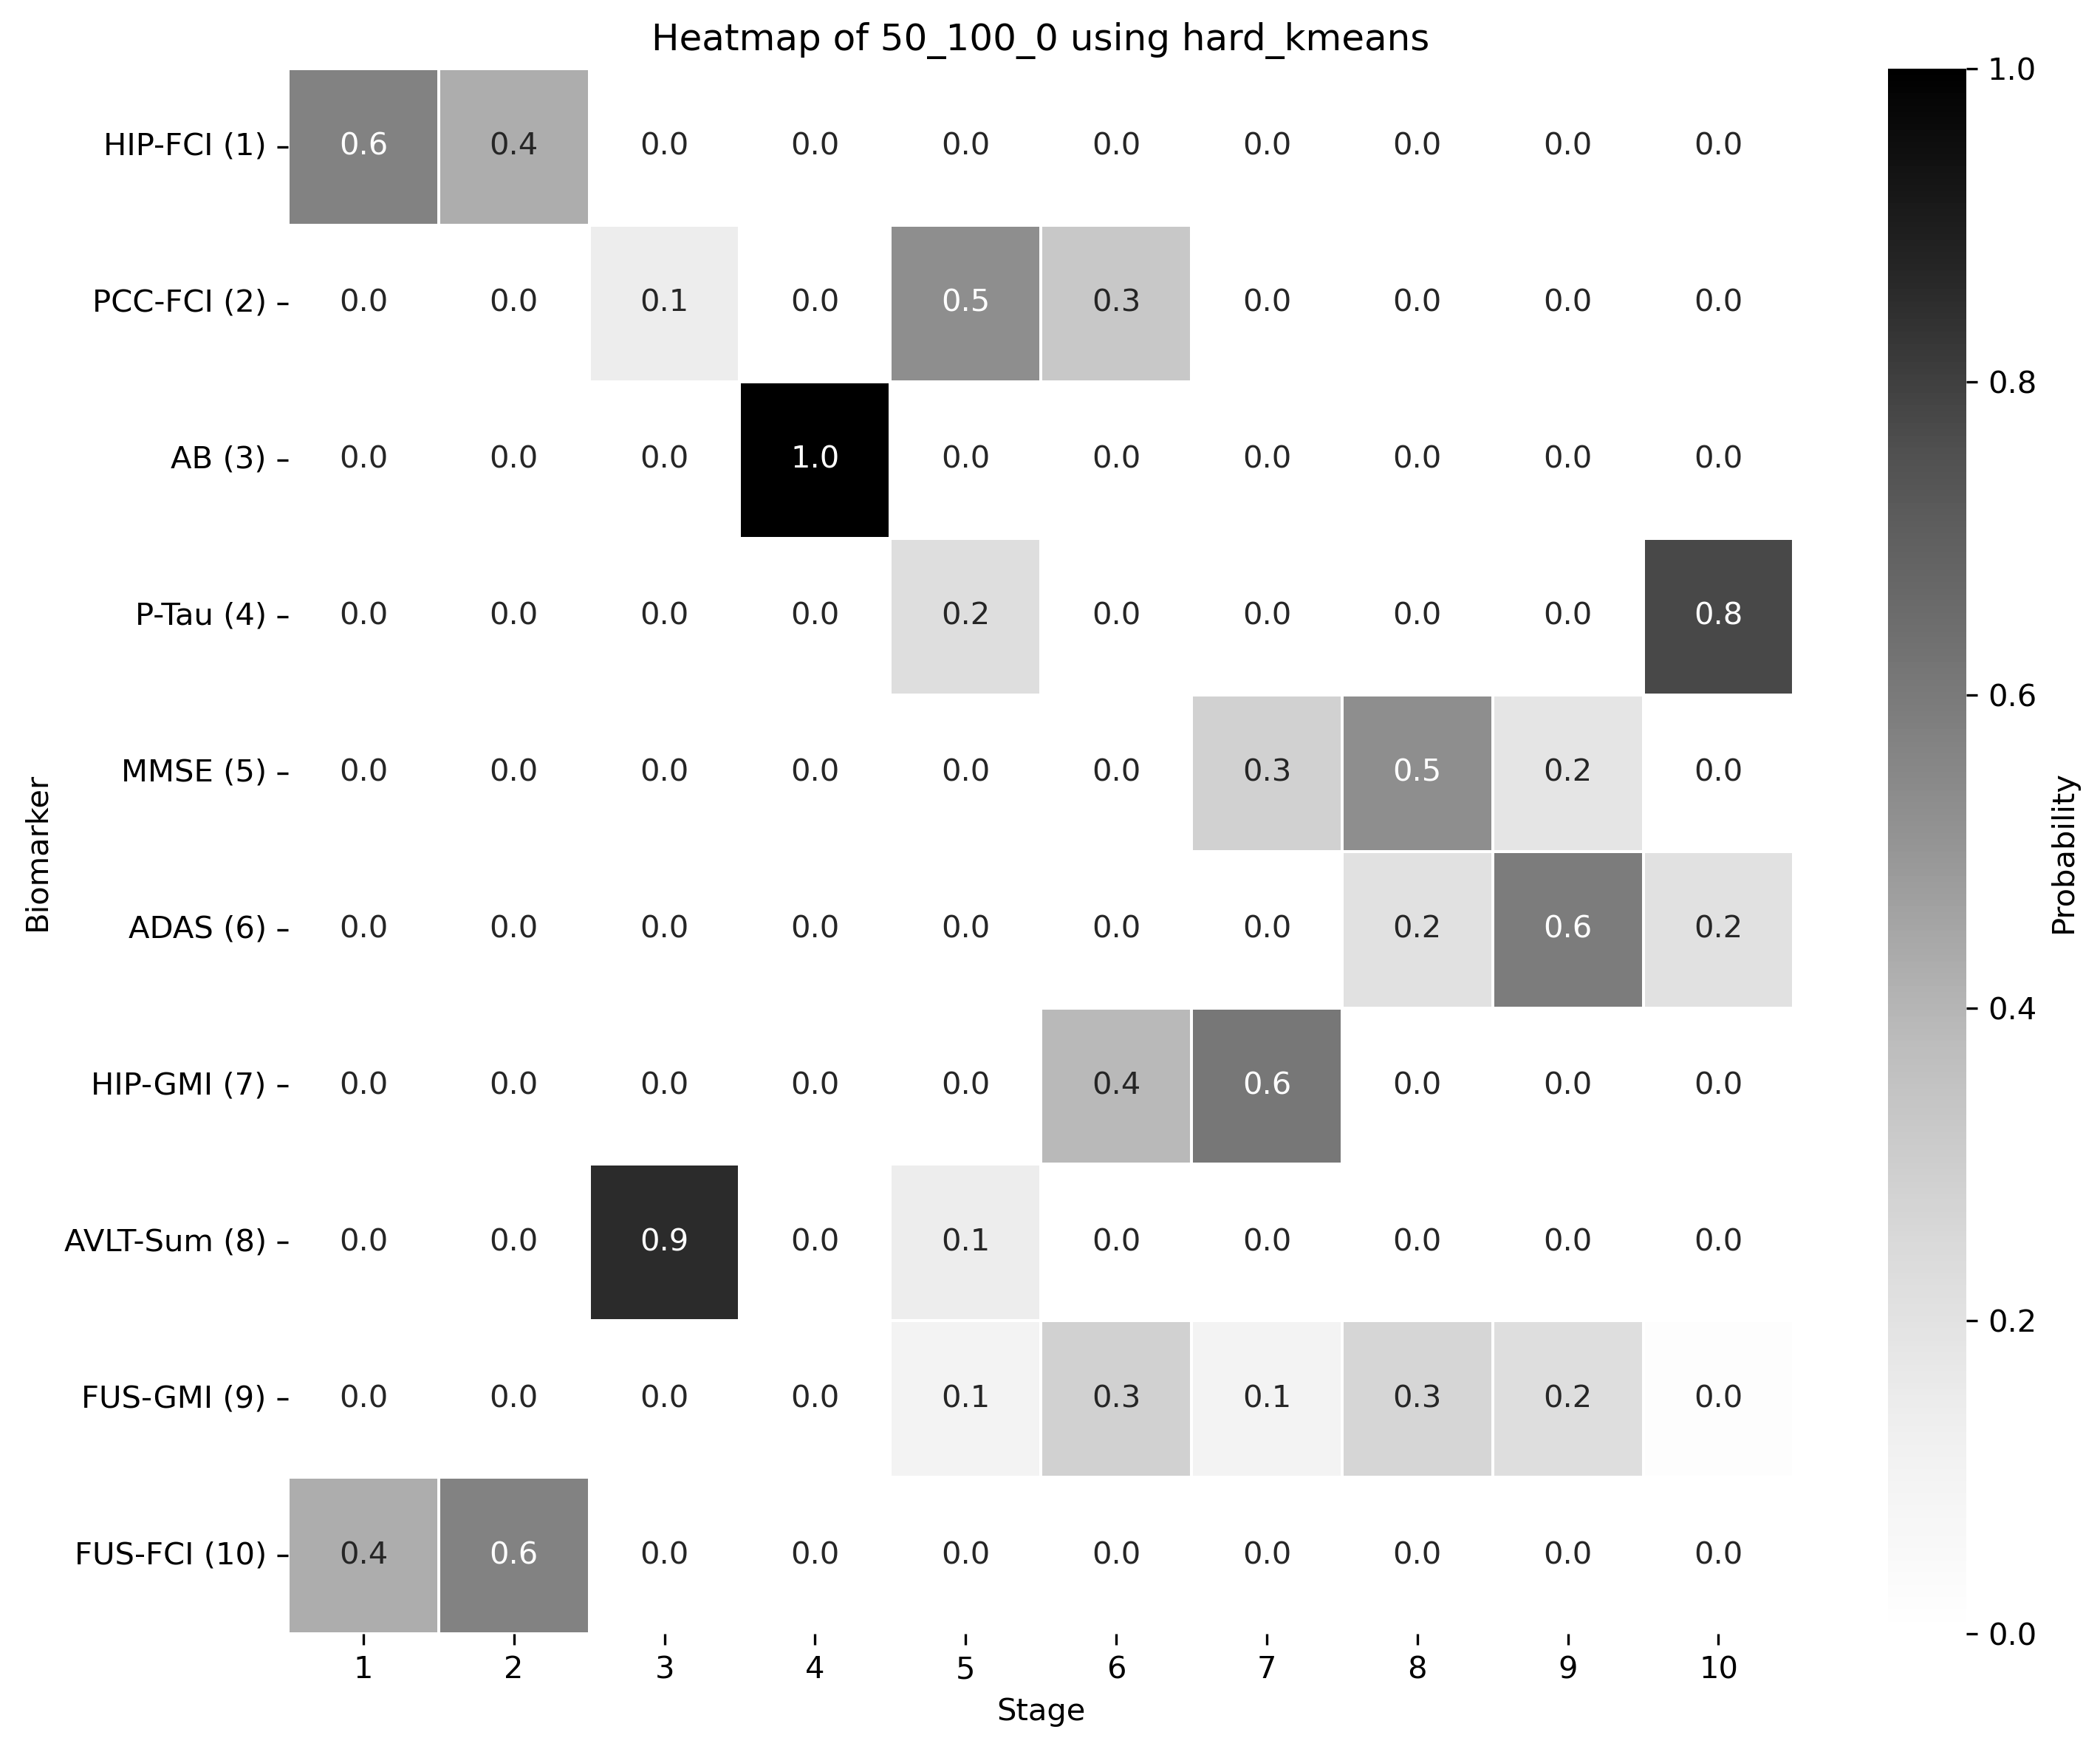 Heatmap of 50_100_0 using hard_kmeans
HIP-FCI (1) 0.6 0.4 0.0 0.0 0.0 0.0 0.0 0.0 0.0 0.0
PCC-FCI (2) 0.0 0.0 0.1 0.0 0.5 0.3 0.0 0.0 0.0 0.0
AB (3) 0.0 0.0 0.0 1.0 0.0 0.0 0.0 0.0 0.0 0.0
P-Tau (4) 0.0 0.0 0.0 0.0 0.2 0.0 0.0 0.0 0.0 0.8
MMSE (5) 0.0 0.0 0.0 0.0 0.0 0.0 0.3 0.5 0.2 0.0
ADAS (6) 0.0 0.0 0.0 0.0 0.0 0.0 0.0 0.2 0.6 0.2
HIP-GMI (7) 0.0 0.0 0.0 0.0 0.0 0.4 0.6 0.0 0.0 0.0
AVLT-Sum (8) 0.0 0.0 0.9 0.0 0.1 0.0 0.0 0.0 0.0 0.0
FUS-GMI (9) 0.0 0.0 0.0 0.0 0.1 0.3 0.1 0.3 0.2 0.0
FUS-FCI (10) 0.4 0.6 0.0 0.0 0.0 0.0 0.0 0.0 0.0 0.0
1 2 3 4 5 6 7 8 9 10
Stage
Biomarker
1.0
0.8
0.6
0.4
0.2
0.0
Probability